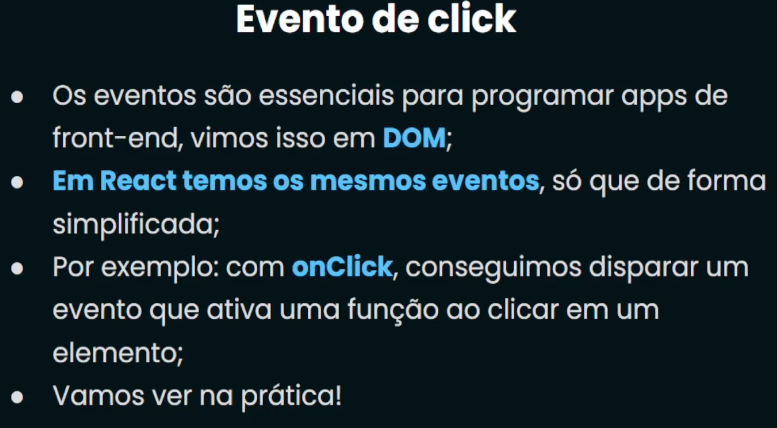 Evento de click
● Os eventos são essenciais para programar apps de
front-end, vimos isso em DOM;
● Em React temos os mesmos eventos, só que de forma
simplificada;
● Por exemplo: com onClick, conseguimos disparar um
evento que ativa uma função ao clicar em um
elemento;
● Vamos ver na prática!